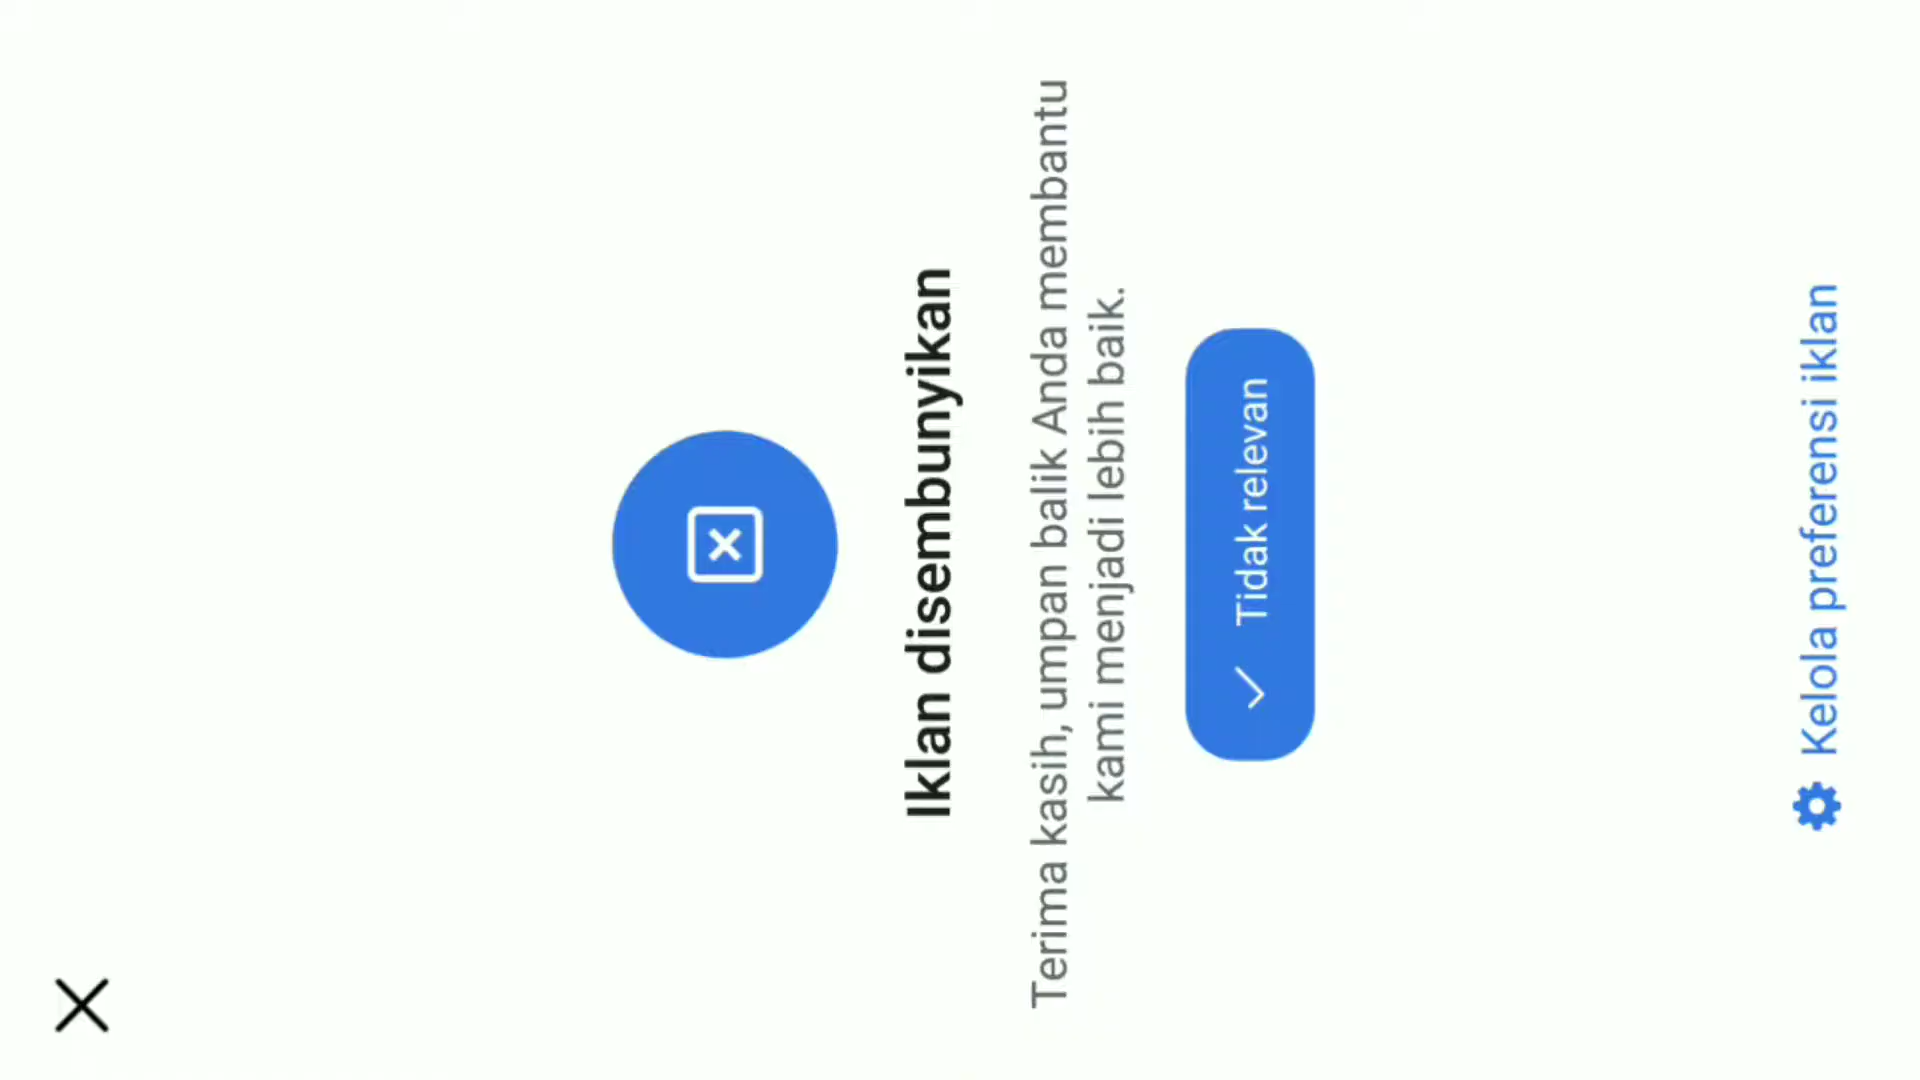 Iklan disembunyikan
Terima kasih, umpan balik Anda membantu
kami menjadi lebih baik.
Tidak relevan
Kelola preferensi iklan